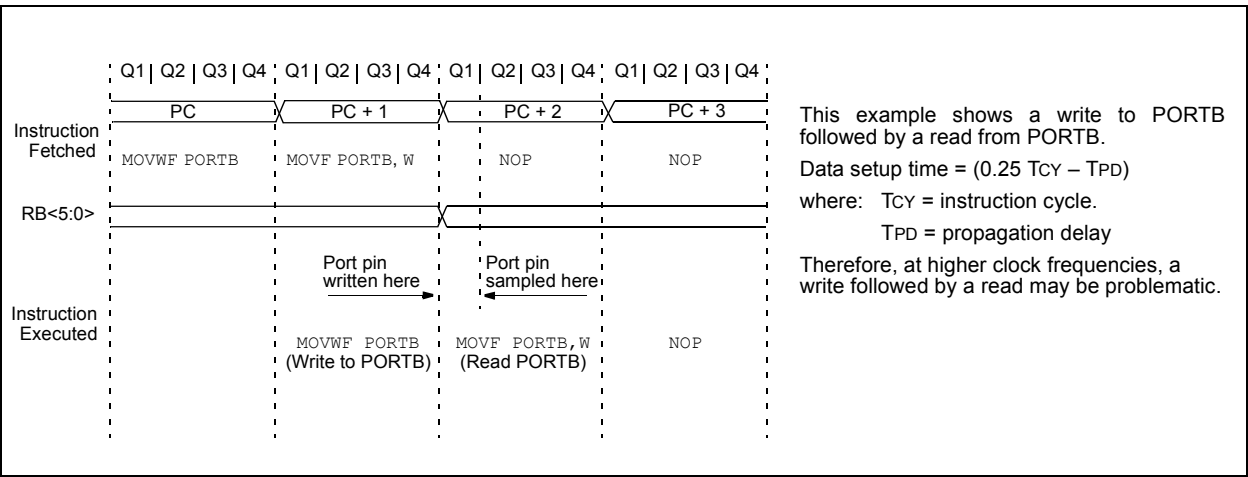 Q1 | Q2 | Q3 | Q4 Q1 | Q2 | Q3 | Q4 Q1 | Q2 | Q3 | Q4 Q1 | Q2 | Q3 | Q4
PC PC + 1 PC + 2 PC + 3
Instruction
Fetched
MOVWF PORTB MOVF PORTB, W NOP NOP
RB<5:0>
Port pin
written here
Port pin
sampled here
Instruction
Executed
MOVWF PORTB
(Write to PORTB)
MOVF PORTB,W
(Read PORTB)
NOP
This example shows a write to PORTB
followed by a read from PORTB.
Data setup time = (0.25 TCY – TPD)
where: TCY = instruction cycle.
TPD = propagation delay
Therefore, at higher clock frequencies, a
write followed by a read may be problematic.